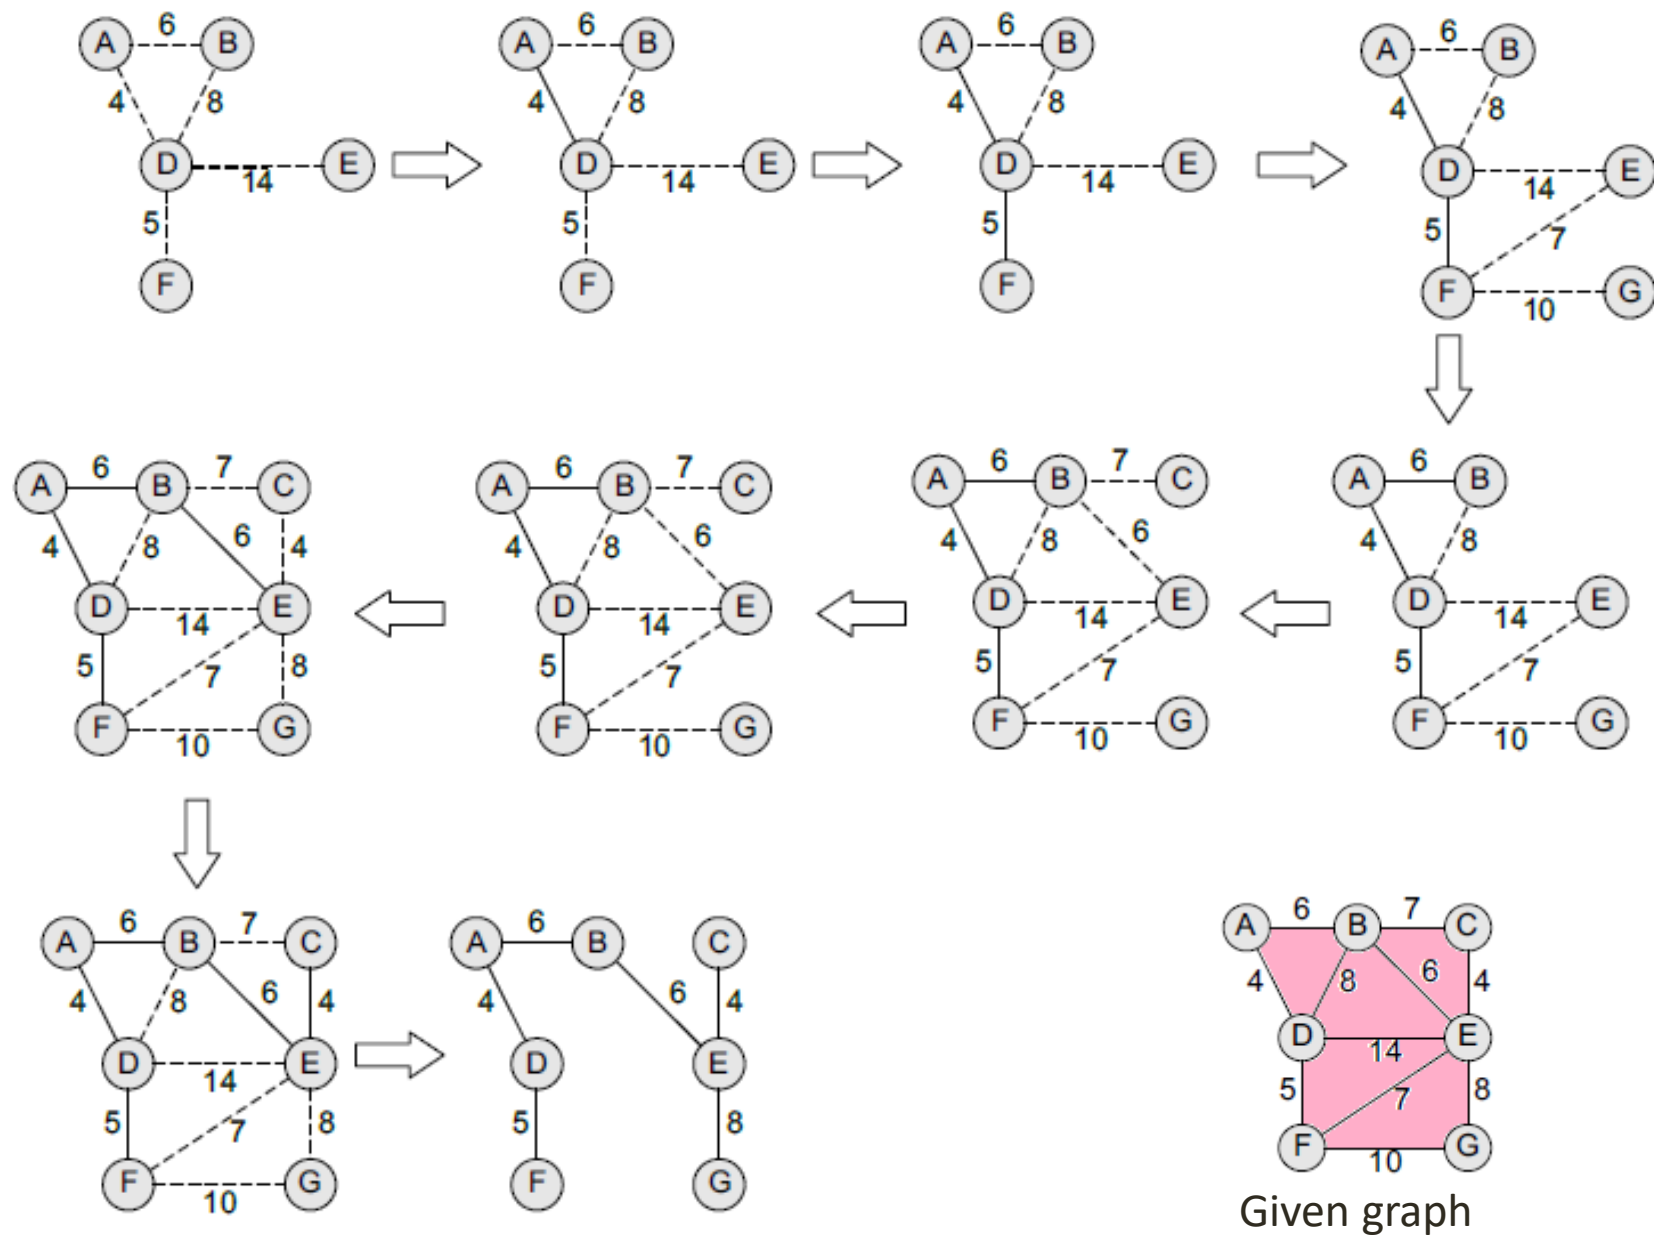 6 6 6 6
A B A B A B A B
4 8 4 8 4 8 4 8
D E D E D E D E
14 14 14 14
5 5 5 5 7
F F F F G
10
6 7 6 7 6 7 6
A B C A B C A B C A B
4 8 6 4 4 8 6 4 8 6 4 8
D E D E D E D E
14 14 14 14
5 7 8 5 7 5 7 5 7
F G F G F G F G
10 10 10 10
6 7 6 6 7
A B C A B C A B C
4 8 6 4 4 6 4 4 8 6 4
D E D E D E
14 14
5 7 8 5 8 5 7 8
F G F G F G
10 10
Given graph